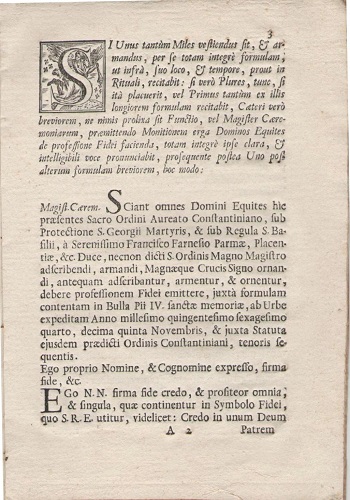 3
SI Unus tantùm Miles vestiendus sit, & ar-
mandus, per se totam integrè formulam,
ut infrà, suo loco, & tempore, prout in
Rituali, recitabit: si verò Plures, tunc, si
ità placuerit, vel Primus tantùm ex illis
longiorem formulam recitabit, Cæteri verò
breviorem, ne nimis prolixa sit Functio, vel Magister Cære-
moniarum, præmittendo Monitionem erga Dominos Equites
de professione Fidei facienda, totam integrè ipse clara, &
intelligibili voce pronunciabit, prosequente postea Uno post
alterum formulam breviorem, hoc modo:
Magist. Cærem. SCiant omnes Domini Equites hìc
præsentes Sacro Ordini Aureato Constantiniano, sub
Protectione S. Georgii Martyris, & sub Regula S. Ba-
silii, à Serenissimo Francisco Farnesio Parmæ, Placen-
tiæ, &c. Duce, necnon dicti S. Ordinis Magno Magistro
adscribendi, armandi, Magnæque Crucis Signo ornan-
di, antequam adscribantur, armentur, & ornentur,
debere professionem Fidei emittere, juxtà formulam
contentam in Bulla Pii IV. sanctæ memoriæ, ab Urbe
expeditam Anno millesimo quingentesimo sexagesimo
quarto, decima quinta Novembris, & juxta Statuta
ejusdem prædicti Ordinis Constantiniani, tenoris se-
quentis.
Ego proprio Nomine, & Cognomine expresso, firma
fide, &c.
EGo N.N. firma fide credo, & profiteor omnia,
& singula, quæ continentur in Symbolo Fidei,
quo S.R.E. utitur, videlicet: Credo in unum Deum
A 2 Patrem